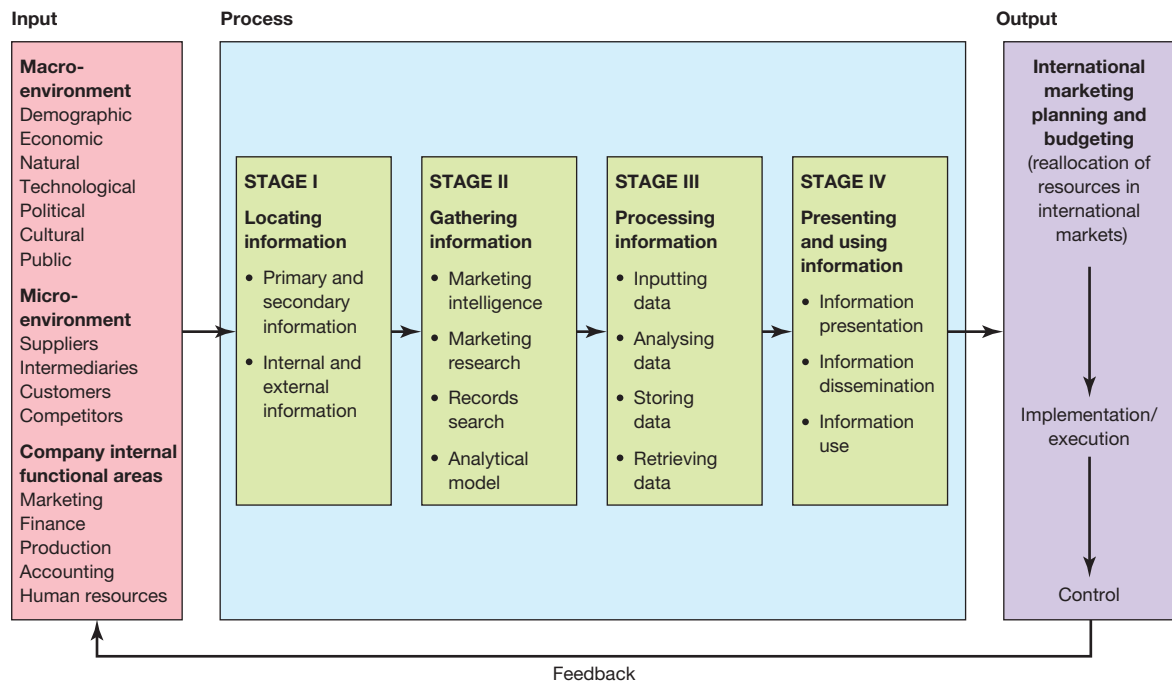 Input
Process
Output
Macro-
environment
Demographic
Economic
Natural
Technological
Political
Cultural
Public
Micro-
environment
Suppliers
Intermediaries
Customers
Competitors
Company internal
functional areas
Marketing
Finance
Production
Accounting
Human resources
STAGE I
Locating
information
• Primary and
secondary
information
• Internal and
external
information
STAGE II
Gathering
information
• Marketing
intelligence
• Marketing
research
• Records
search
• Analytical
model
STAGE III
Processing
information
• Inputting
data
• Analysing
data
• Storing
data
• Retrieving
data
STAGE IV
Presenting
and using
information
• Information
presentation
• Information
dissemination
• Information
use
International
marketing
planning and
budgeting
(reallocation of
resources in
international
markets)
Implementation/
execution
Control
Feedback